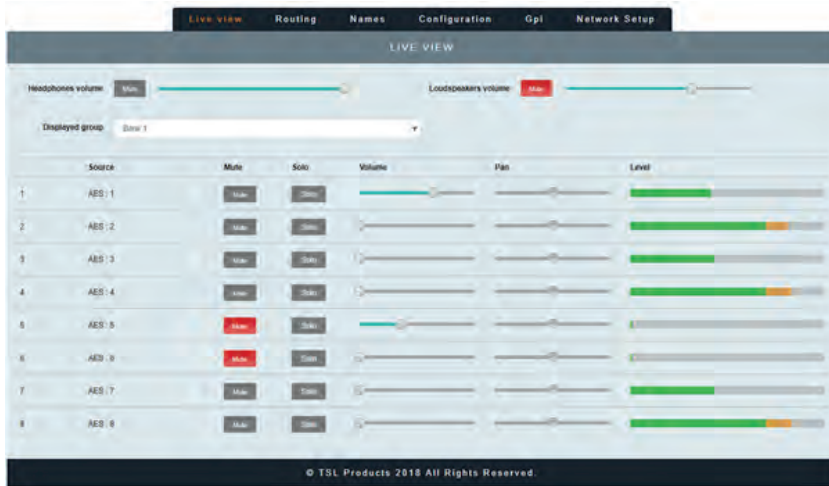 Live view Routing Names Configuration Gpi Network Setup
LIVE VIEW
Headphones volume Mute Loudspeakers volume Mute
Displayed group Bank 1
Source Mute Solo Volume Pan Level
1 AES : 1 Mute Solo
2 AES : 2 Mute Solo
3 AES : 3 Mute Solo
4 AES : 4 Mute Solo
5 AES : 5 Mute Solo
6 AES : 6 Mute Solo
7 AES : 7 Mute Solo
8 AES : 8 Mute Solo
© TSL Products 2018 All Rights Reserved.